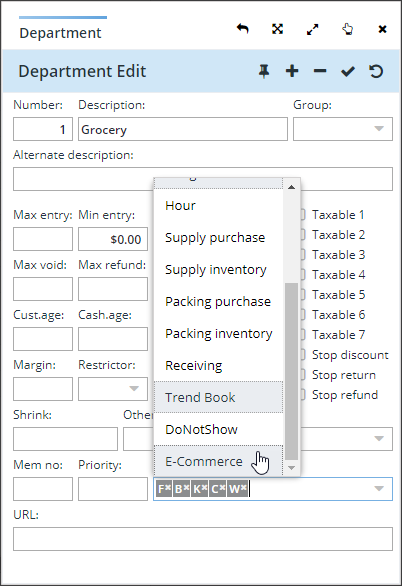 Department
Department Edit
Number: Description: Group:
1 Grocery
Alternate description:
Max entry: Min entry:
$0.00
Max void: Max refund:
Cust.age: Cash.age:
Margin: Restrictor:
Shrink: Othe
Mem no: Priority:
URL:
Hour
Supply purchase
Supply inventory
Packing purchase
Packing inventory
Receiving
Trend Book
DoNotShow
E-Commerce
F× B× K× C× W×
Taxable 1
Taxable 2
Taxable 3
Taxable 4
Taxable 5
Taxable 6
Taxable 7
Stop discount
Stop return
Stop refund